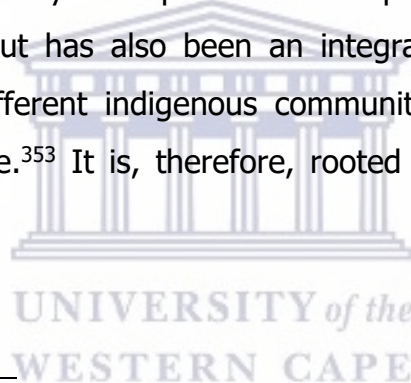 ut has also been an integra
fferent indigenous communit
e.³⁵³ It is, therefore, rooted
UNIVERSITY of the
WESTERN CAPE